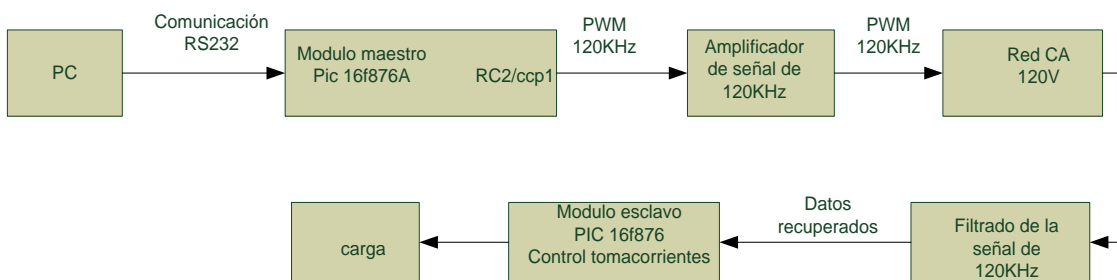 PC
Comunicación
RS232
Modulo maestro
Pic 16f876A
RC2/ccp1
PWM
120KHz
Amplificador
de señal de
120KHz
PWM
120KHz
Red CA
120V
carga
Modulo esclavo
PIC 16f876
Control tomacorrientes
Datos
recuperados
Filtrado de la
señal de
120KHz